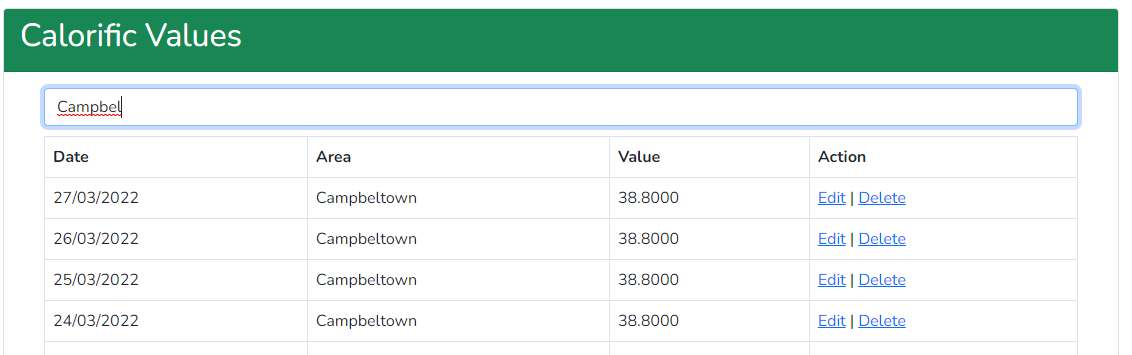 Calorific Values
Campbel
Date Area Value Action
27/03/2022 Campbeltown 38.8000 Edit | Delete
26/03/2022 Campbeltown 38.8000 Edit | Delete
25/03/2022 Campbeltown 38.8000 Edit | Delete
24/03/2022 Campbeltown 38.8000 Edit | Delete